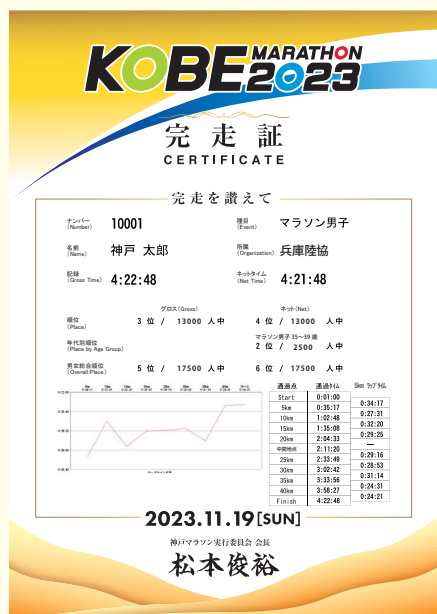 KOBE MARATHON 2023
完走証
CERTIFICATE
完走を讃えて
ナンバー (Number) 10001 種目 (Event) マラソン男子
名前 (Name) 神戸 太郎 所属 (Organization) 兵庫陸協
記録 (Gross Time) 4:22:48 ネットタイム (Net Time) 4:21:48
グロス(Gross) ネット(Net)
順位 (Place) 3 位 / 13000 人中 4 位 / 13000 人中
マラソン男子 35〜39 歳
年代別順位 (Place by Age Group) 2 位 / 2500 人中
男女総合順位 (Overall Place) 5 位 / 17500 人中 6 位 / 17500 人中
通過点 通過タイム 5km ラップタイム
Start 0:01:00
0:34:17
5km 0:35:17
0:27:31
10km 1:02:48
0:32:20
15km 1:35:08
0:29:25
20km 2:04:33
—
中間地点 2:11:20
0:29:16
25km 2:33:49
0:28:53
30km 3:02:42
0:31:14
35km 3:33:56
0:24:31
40km 3:58:27
0:24:21
Finish 4:22:48
2023.11.19[SUN]
神戸マラソン実行委員会 会長
松本俊裕